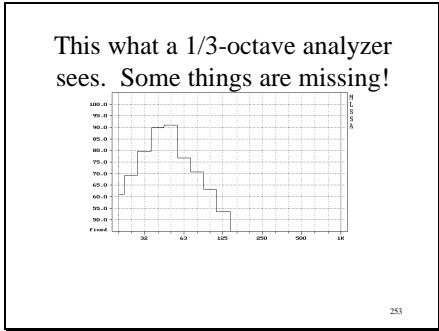 This what a 1/3-octave analyzer
sees. Some things are missing!
M
L
S
S
A
100.0
95.0
90.0
85.0
80.0
75.0
70.0
65.0
60.0
55.0
50.0
fixed
32 63 125 250 500 1K
253